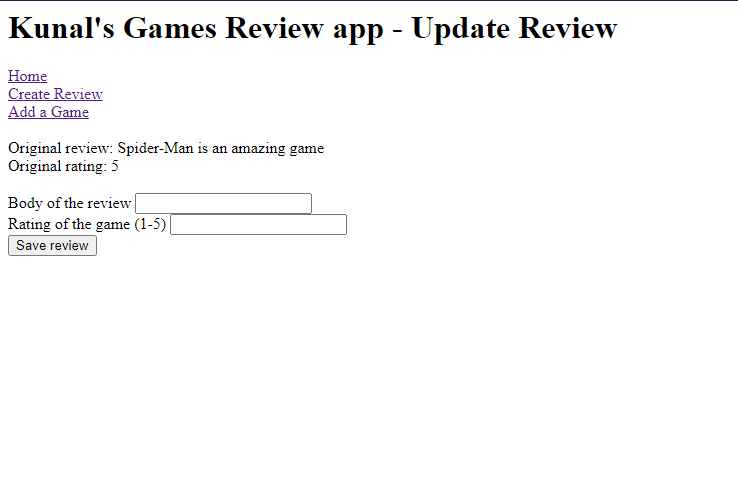 Kunal's Games Review app - Update Review
Home
Create Review
Add a Game
Original review: Spider-Man is an amazing game
Original rating: 5
Body of the review
Rating of the game (1-5)
Save review